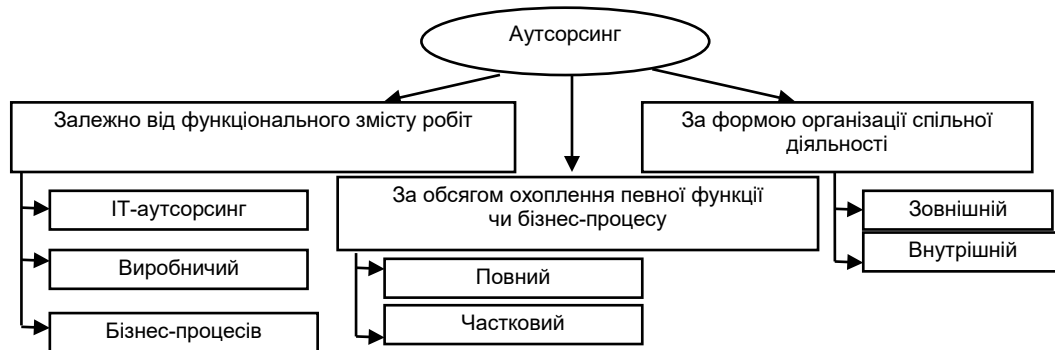 Аутсорсинг
Залежно від функціонального змісту робіт
ІТ-аутсорсинг
Виробничий
Бізнес-процесів
За обсягом охоплення певної функції
чи бізнес-процесу
Повний
Частковий
За формою організації спільної
діяльності
Зовнішній
Внутрішній